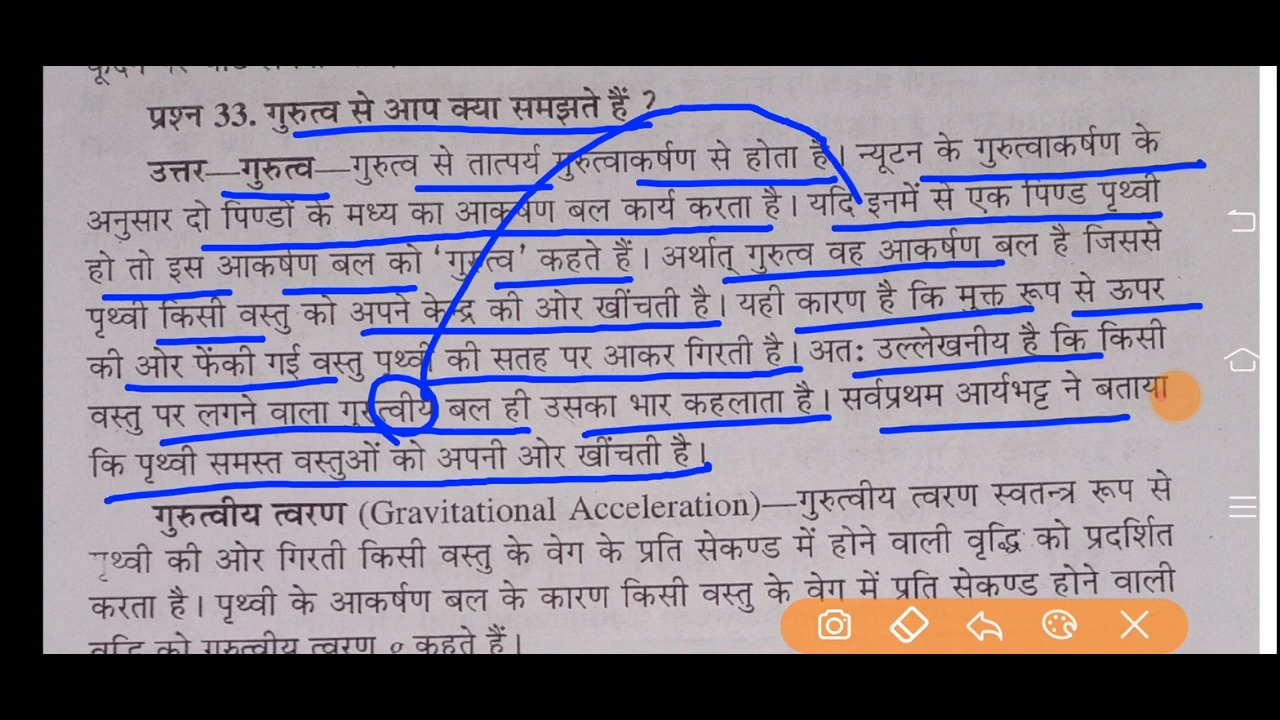 प्रश्न 33. गुरुत्व से आप क्या समझते हैं ?
उत्तर—गुरुत्व—गुरुत्व से तात्पर्य गुरुत्वाकर्षण से होता है। न्यूटन के गुरुत्वाकर्षण के
अनुसार दो पिण्डों के मध्य का आकर्षण बल कार्य करता है। यदि इनमें से एक पिण्ड पृथ्वी
हो तो इस आकर्षण बल को ‘गुरुत्व’ कहते हैं। अर्थात् गुरुत्व वह आकर्षण बल है जिससे
पृथ्वी किसी वस्तु को अपने केन्द्र की ओर खींचती है। यही कारण है कि मुक्त रूप से ऊपर
की ओर फेंकी गई वस्तु पृथ्वी की सतह पर आकर गिरती है। अतः उल्लेखनीय है कि किसी
वस्तु पर लगने वाला गुरुत्वीय बल ही उसका भार कहलाता है। सर्वप्रथम आर्यभट्ट ने बताया
कि पृथ्वी समस्त वस्तुओं को अपनी ओर खींचती है।
गुरुत्वीय त्वरण (Gravitational Acceleration)—गुरुत्वीय त्वरण स्वतन्त्र रूप से
पृथ्वी की ओर गिरती किसी वस्तु के वेग के प्रति सेकण्ड में होने वाली वृद्धि को प्रदर्शित
करता है। पृथ्वी के आकर्षण बल के कारण किसी वस्तु के वेग में प्रति सेकण्ड होने वाली
वृद्धि को गुरुत्वीय त्वरण g कहते हैं।